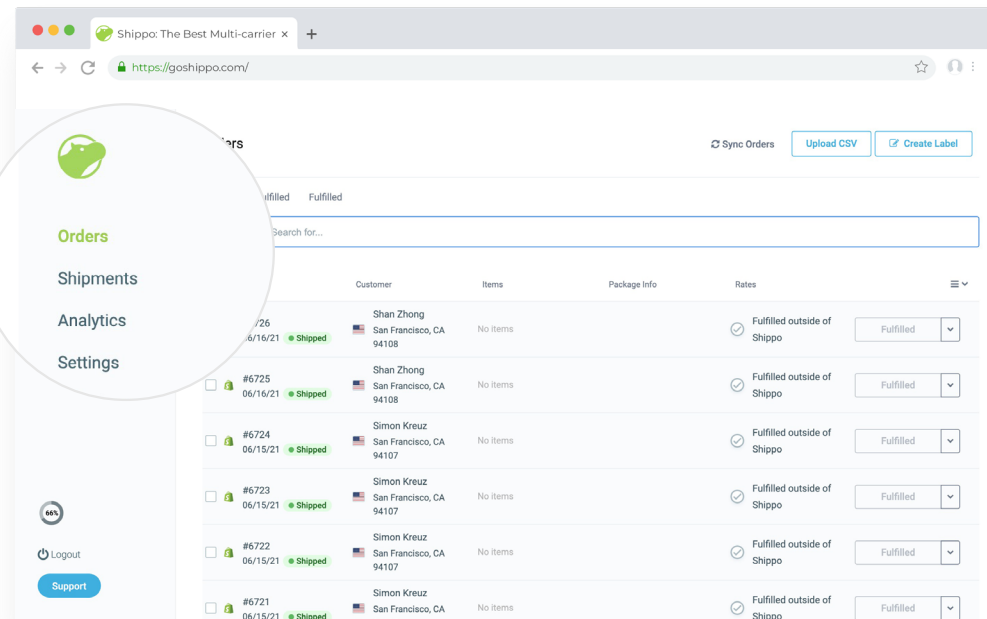 Shippo: The Best Multi-carrier × +
https://goshippo.com/
Sync Orders Upload CSV Create Label
Fulfilled
Search for...
Orders
Shipments
Analytics
Settings
Customer Items Package Info Rates
Shan Zhong
San Francisco, CA
94108
6/16/21 Shipped
No items
Fulfilled outside of
Shippo
Fulfilled
#6725
06/16/21 Shipped
Shan Zhong
San Francisco, CA
94108
No items
Fulfilled outside of
Shippo
Fulfilled
#6724
06/15/21 Shipped
Simon Kreuz
San Francisco, CA
94107
No items
Fulfilled outside of
Shippo
Fulfilled
#6723
06/15/21 Shipped
Simon Kreuz
San Francisco, CA
94107
No items
Fulfilled outside of
Shippo
Fulfilled
#6722
06/15/21 Shipped
Simon Kreuz
San Francisco, CA
94107
No items
Fulfilled outside of
Shippo
Fulfilled
#6721
06/15/21 Shipped
Simon Kreuz
San Francisco, CA
No items
Fulfilled outside of
Shippo
Fulfilled
66%
Logout
Support